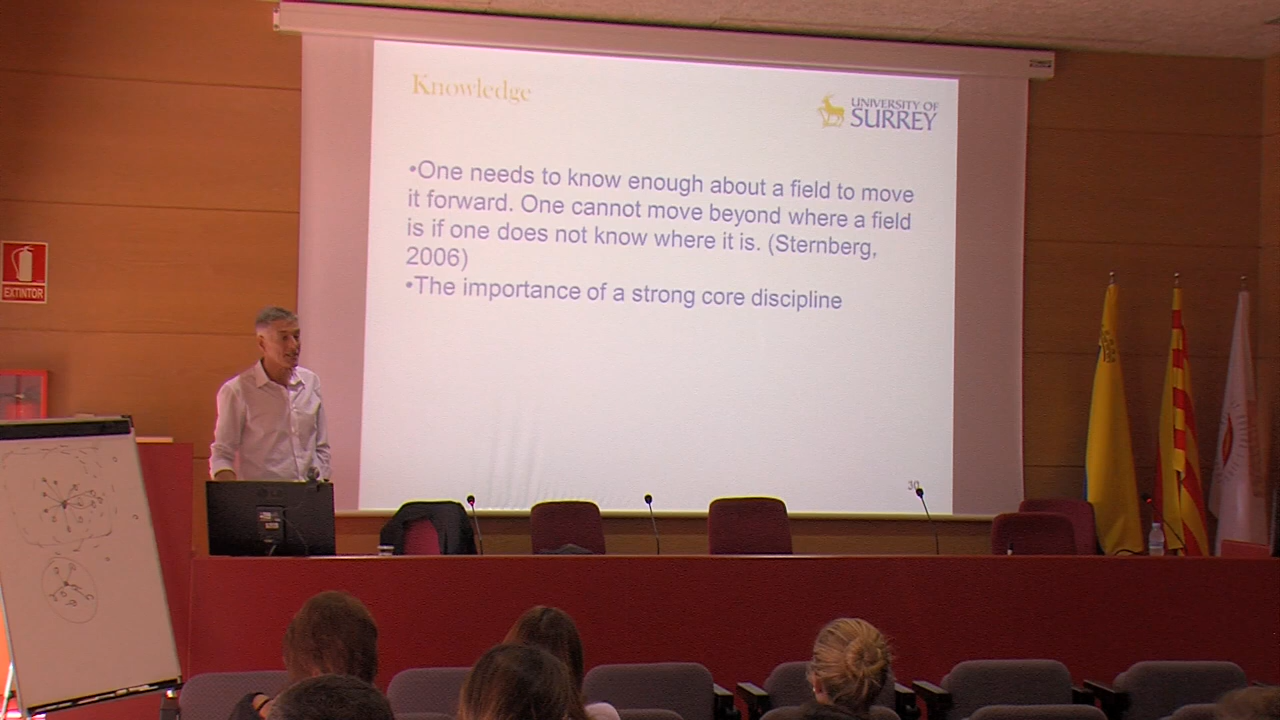 Knowledge
UNIVERSITY OF
SURREY
•One needs to know enough about a field to move
it forward. One cannot move beyond where a field
is if one does not know where it is. (Sternberg,
2006)
•The importance of a strong core discipline
30
EXTINTOR
LG